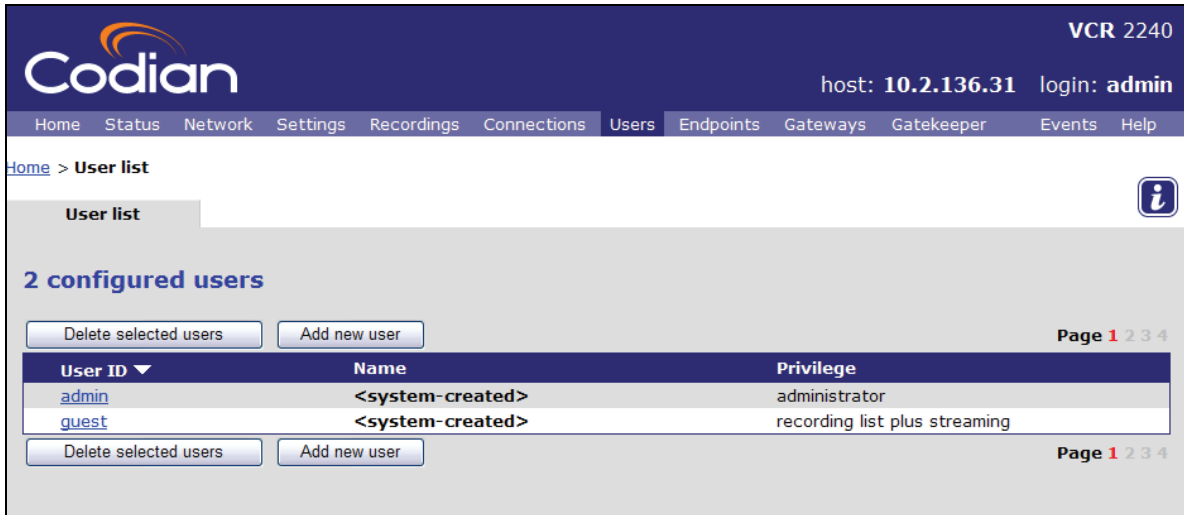 Codian
VCR 2240
host: 10.2.136.31 login: admin
Home Status Network Settings Recordings Connections Users Endpoints Gateways Gatekeeper Events Help
Home > User list
i
User list
2 configured users
Delete selected users Add new user Page 1 2 3 4
User ID Name Privilege
admin <system-created> administrator
guest <system-created> recording list plus streaming
Delete selected users Add new user Page 1 2 3 4